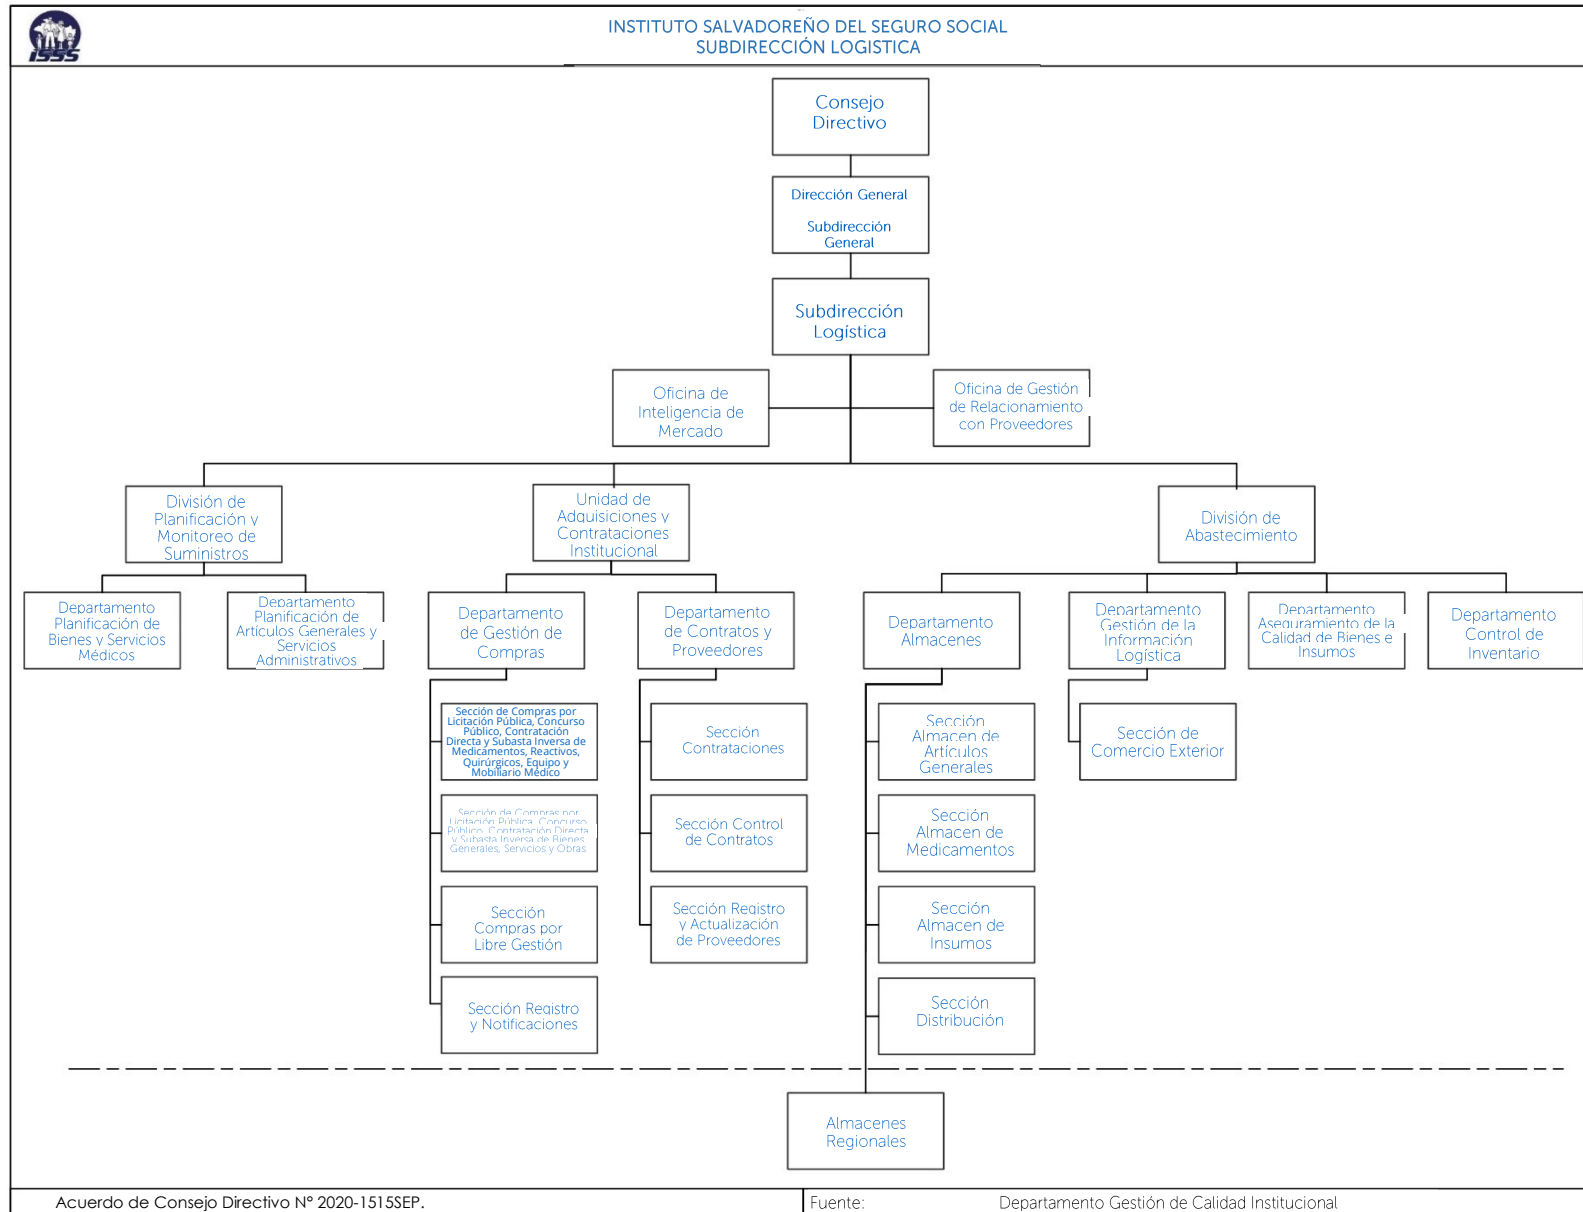 ISSS
INSTITUTO SALVADOREÑO DEL SEGURO SOCIAL
SUBDIRECCIÓN LOGISTICA
Consejo
Directivo
Dirección General
Subdirección
General
Subdirección
Logística
Oficina de
Inteligencia de
Mercado
Oficina de Gestión
de Relacionamiento
con Proveedores
División de
Planificación y
Monitoreo de
Suministros
Unidad de
Adquisiciones y
Contrataciones
Institucional
División de
Abastecimiento
Departamento
Planificación de
Bienes y Servicios
Médicos
Departamento
Planificación de
Artículos Generales y
Servicios
Administrativos
Departamento
de Gestión de
Compras
Departamento
de Contratos y
Proveedores
Departamento
Almacenes
Departamento
Gestión de la
Información
Logística
Departamento
Aseguramiento de la
Calidad de Bienes e
Insumos
Departamento
Control de
Inventario
Sección de Compras por
Licitación Pública, Concurso
Público, Contratación
Directa y Subasta Inversa de
Medicamentos, Reactivos,
Quirúrgicos, Equipo y
Mobiliario Médico
Sección de Compras por
Licitación Pública, Concurso
Público, Contratación Directa
y Subasta Inversa de Bienes
Generales, Servicios y Obras
Sección
Compras por
Libre Gestión
Sección Registro
y Notificaciones
Sección
Contrataciones
Sección Control
de Contratos
Sección Registro
y Actualización
de Proveedores
Sección
Almacen de
Artículos
Generales
Sección
Almacen de
Medicamentos
Sección
Almacen de
Insumos
Sección
Distribución
Sección de
Comercio Exterior
Almacenes
Regionales
Acuerdo de Consejo Directivo N° 2020-1515SEP.
Fuente: Departamento Gestión de Calidad Institucional